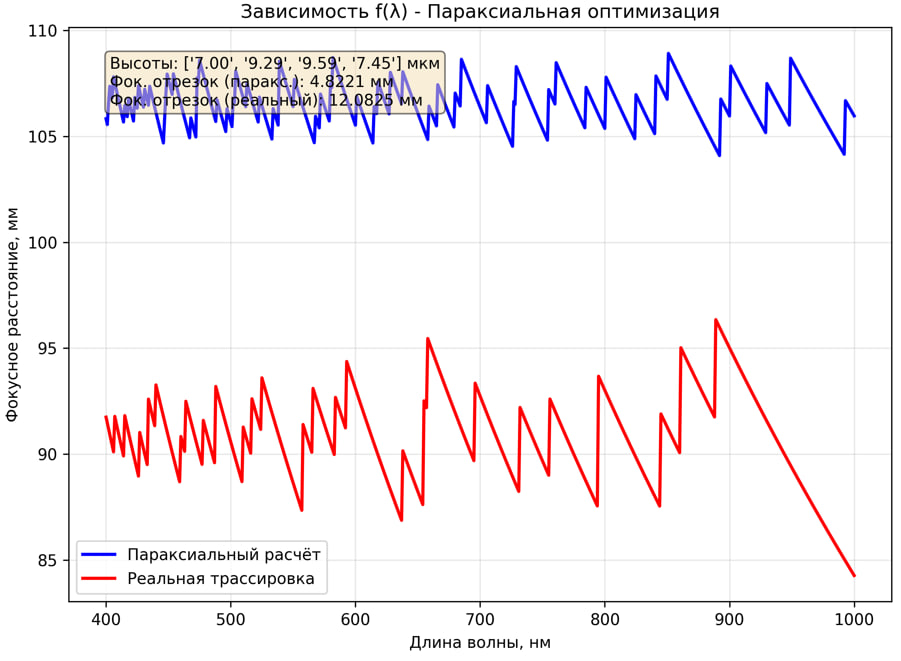 Зависимость f(λ) - Параксиальная оптимизация
110
105
100
95
90
85
Фокусное расстояние, мм
Высоты: ['7.00', '9.29', '9.59', '7.45'] мкм
Фок. отрезок (паракс.): 4.8221 мм
Фок. отрезок (реальный): 12.0825 мм
Параксиальный расчёт
Реальная трассировка
400 500 600 700 800 900 1000
Длина волны, нм